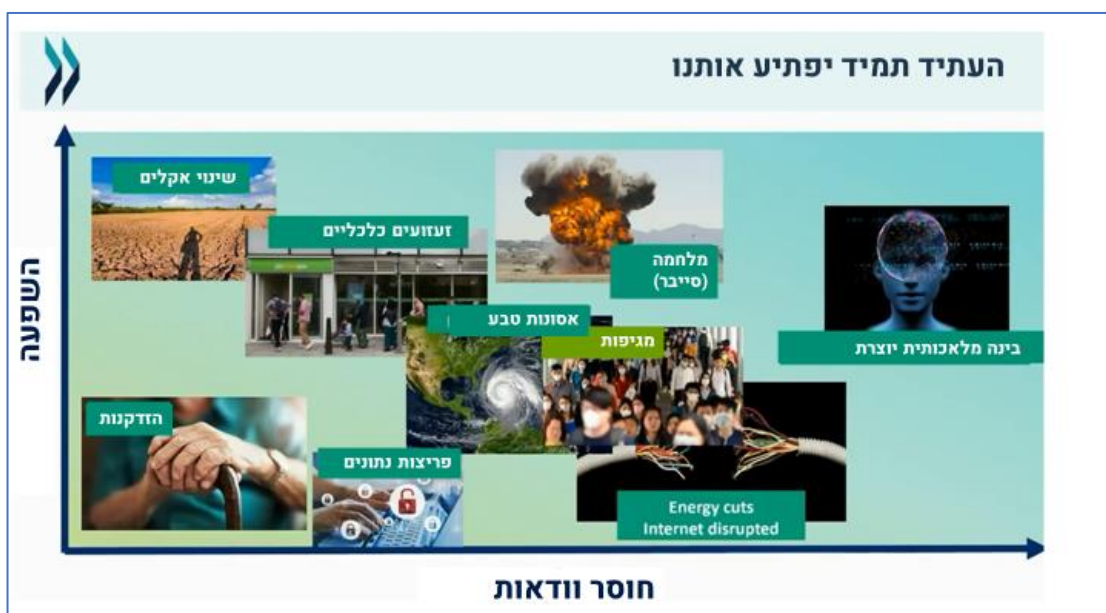 העתיד תמיד יפתיע אותנו
השפעה
שינוי אקלים
זעזועים כלכליים
מלחמה
(סייבר)
אסונות טבע
מגיפות
בינה מלאכותית יוצרת
הזדקנות
פריצות נתונים
Energy cuts
Internet disrupted
חוסר וודאות